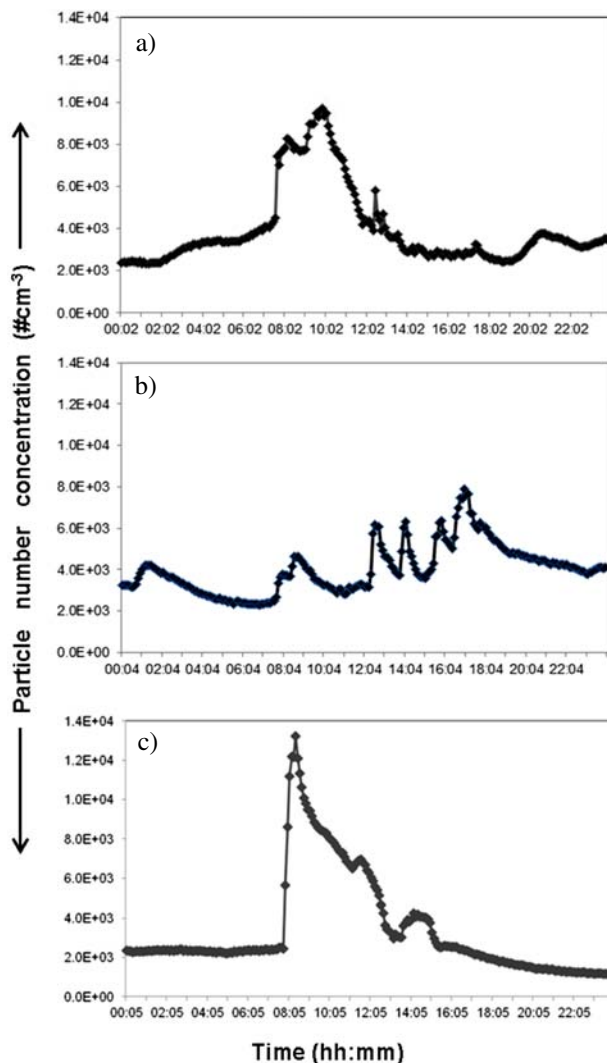 Particle number concentration (#cm-3)
a)
1.4E+04
1.2E+04
1.0E+04
8.0E+03
6.0E+03
4.0E+03
2.0E+03
0.0E+00
00:02 02:02 04:02 06:02 08:02 10:02 12:02 14:02 16:02 18:02 20:02 22:02
b)
1.4E+04
1.2E+04
1.0E+04
8.0E+03
6.0E+03
4.0E+03
2.0E+03
0.0E+00
00:04 02:04 04:04 06:04 08:04 10:04 12:04 14:04 16:04 18:04 20:04 22:04
c)
1.4E+04
1.2E+04
1.0E+04
8.0E+03
6.0E+03
4.0E+03
2.0E+03
0.0E+00
00:05 02:05 04:05 06:05 08:05 10:05 12:05 14:05 16:05 18:05 20:05 22:05
Time (hh:mm)